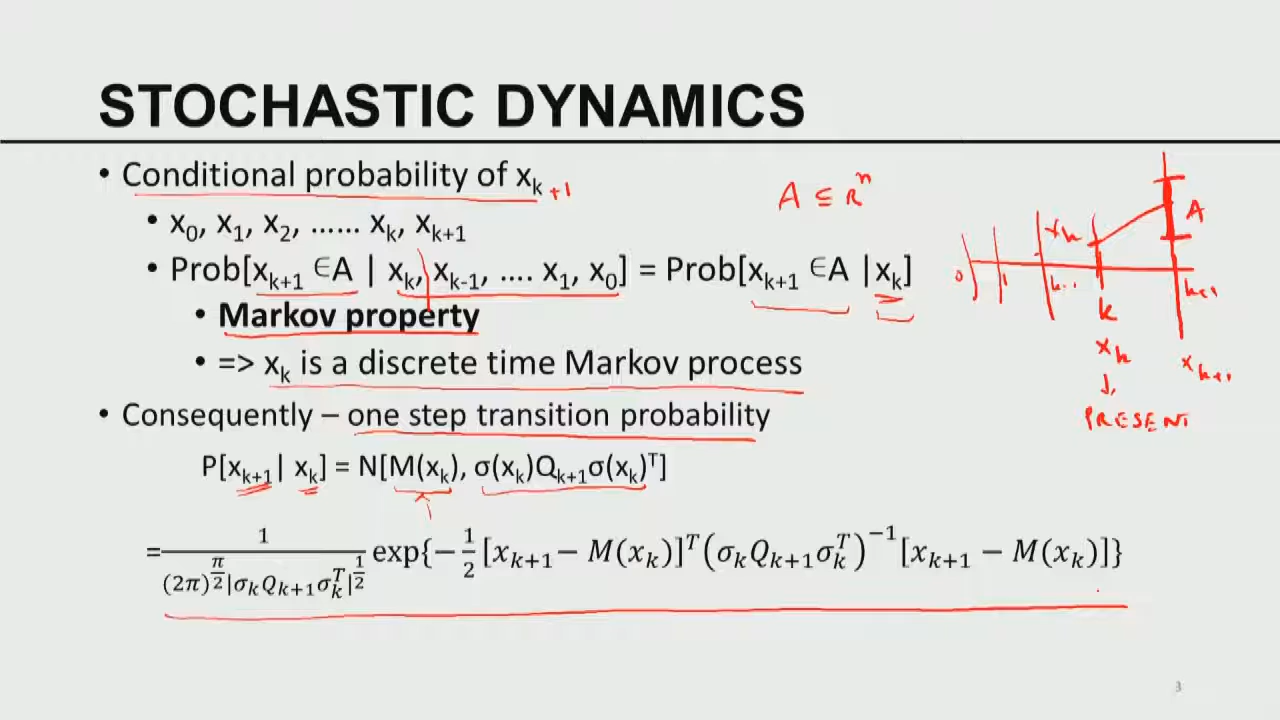 STOCHASTIC DYNAMICS
• Conditional probability of xₖ +1
• x₀, x₁, x₂, …… xₖ, xₖ₊₁
• Prob[xₖ₊₁ ∈A | xₖ, xₖ₋₁, …. x₁, x₀] = Prob[xₖ₊₁ ∈A |xₖ]
• Markov property
• => xₖ is a discrete time Markov process
• Consequently – one step transition probability
P[xₖ₊₁| xₖ] = N[M(xₖ), σ(xₖ)Qₖ₊₁σ(xₖ)ᵀ]
= 1 / ((2π)^(π/2) |σₖQₖ₊₁σₖᵀ|^(1/2)) exp{−1/2 [xₖ₊₁ − M(xₖ)]ᵀ(σₖQₖ₊₁σₖᵀ)⁻¹[xₖ₊₁ − M(xₖ)]}
A ⊆ Rⁿ
xₖ
A
0 1 k-1 k k+1
xₖ xₖ₊₁
PRESENT
3